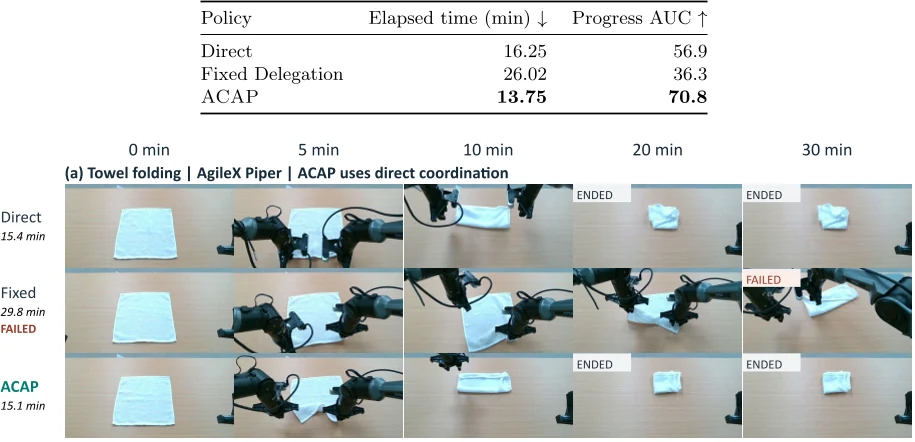 Policy Elapsed time (min) ↓ Progress AUC ↑
Direct 16.25 56.9
Fixed Delegation 26.02 36.3
ACAP 13.75 70.8
0 min 5 min 10 min 20 min 30 min
(a) Towel folding | AgileX Piper | ACAP uses direct coordination
Direct
15.4 min
ENDED ENDED
Fixed
29.8 min
FAILED
FAILED
ACAP
15.1 min
ENDED ENDED